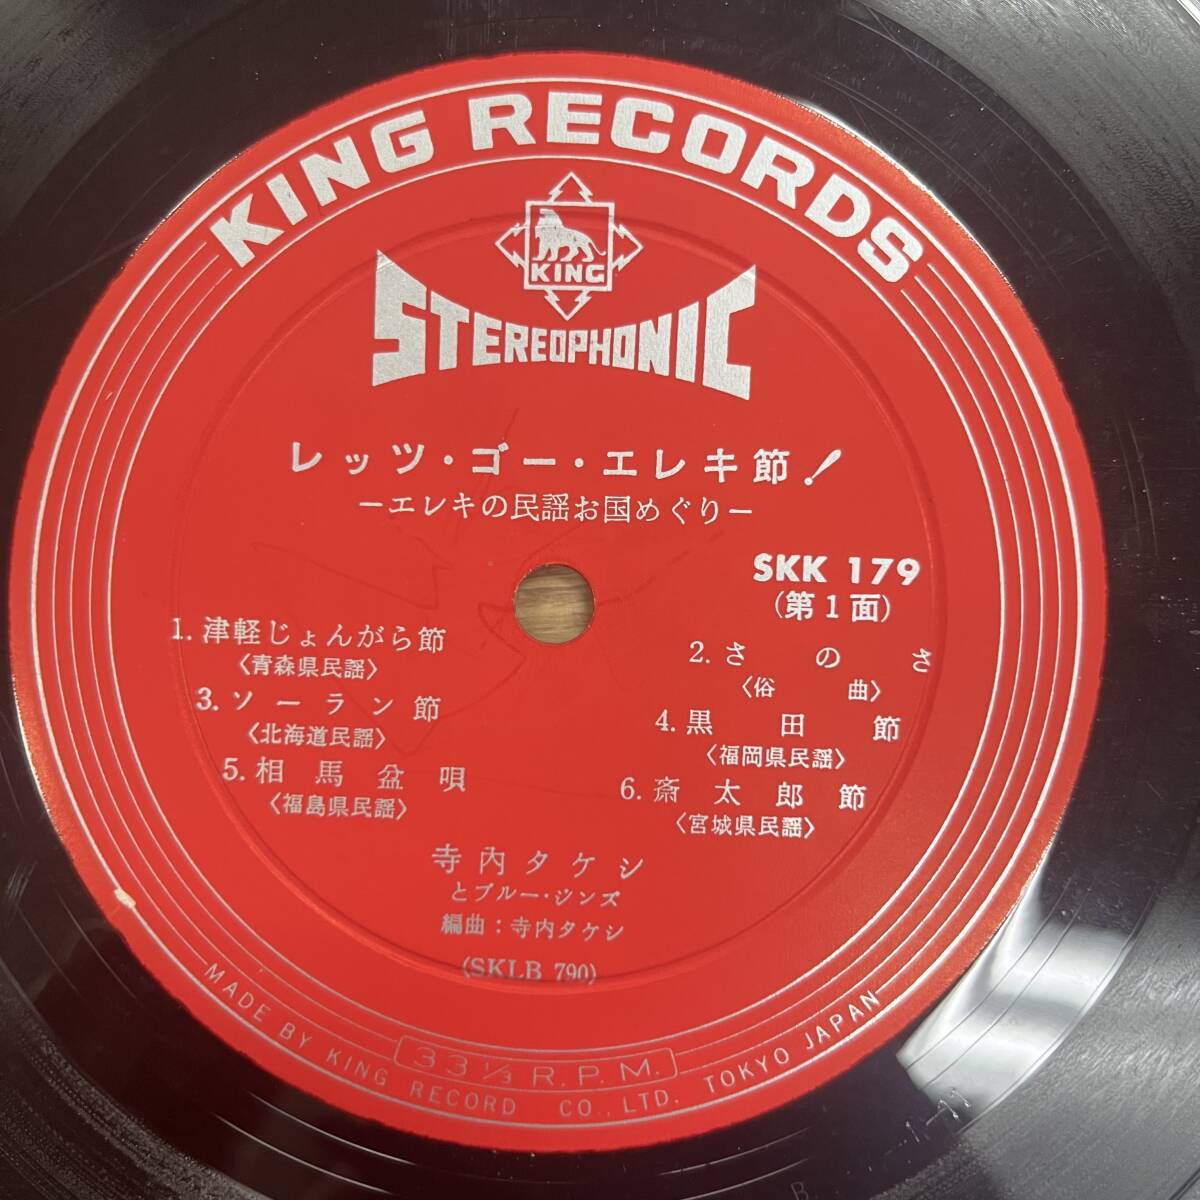 KING RECORDS
KING
STEREOPHONIC
レッツ・ゴー・エレキ節!
−エレキの民謡お国めぐり−
SKK 179
(第1面)
1. 津軽じょんがら節
〈青森県民謡〉
2. さのさ
〈俗曲〉
3. ソーラン節
〈北海道民謡〉
4. 黒田節
〈福岡県民謡〉
5. 相馬盆唄
〈福島県民謡〉
6. 斎太郎節
〈宮城県民謡〉
寺内タケシ
とブルー・ジンズ
編曲：寺内タケシ
(SKLB 790)
33 1/3 R.P.M.
MADE BY KING RECORD CO., LTD. TOKYO JAPAN
B